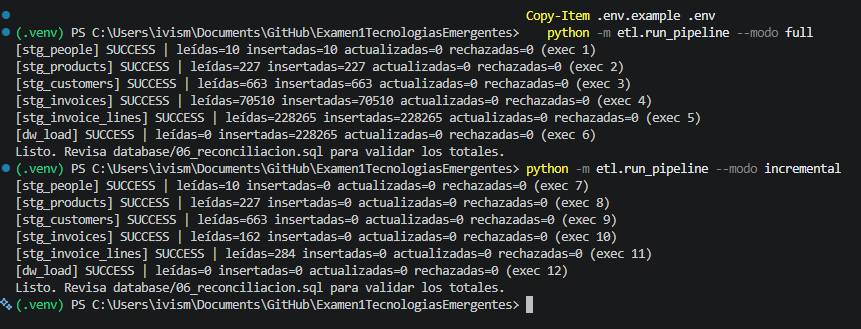 Copy-Item .env.example .env
(.venv) PS C:\Users\ivism\Documents\GitHub\Examen1TecnologiasEmergentes>    python -m etl.run_pipeline --modo full
[stg_people] SUCCESS | leídas=10 insertadas=10 actualizadas=0 rechazadas=0 (exec 1)
[stg_products] SUCCESS | leídas=227 insertadas=227 actualizadas=0 rechazadas=0 (exec 2)
[stg_customers] SUCCESS | leídas=663 insertadas=663 actualizadas=0 rechazadas=0 (exec 3)
[stg_invoices] SUCCESS | leídas=70510 insertadas=70510 actualizadas=0 rechazadas=0 (exec 4)
[stg_invoice_lines] SUCCESS | leídas=228265 insertadas=228265 actualizadas=0 rechazadas=0 (exec 5)
[dw_load] SUCCESS | leídas=0 insertadas=228265 actualizadas=0 rechazadas=0 (exec 6)
Listo. Revisa database/06_reconciliacion.sql para validar los totales.
(.venv) PS C:\Users\ivism\Documents\GitHub\Examen1TecnologiasEmergentes> python -m etl.run_pipeline --modo incremental
[stg_people] SUCCESS | leídas=10 insertadas=0 actualizadas=0 rechazadas=0 (exec 7)
[stg_products] SUCCESS | leídas=227 insertadas=0 actualizadas=0 rechazadas=0 (exec 8)
[stg_customers] SUCCESS | leídas=663 insertadas=0 actualizadas=0 rechazadas=0 (exec 9)
[stg_invoices] SUCCESS | leídas=162 insertadas=0 actualizadas=0 rechazadas=0 (exec 10)
[stg_invoice_lines] SUCCESS | leídas=284 insertadas=0 actualizadas=0 rechazadas=0 (exec 11)
[dw_load] SUCCESS | leídas=0 insertadas=0 actualizadas=0 rechazadas=0 (exec 12)
Listo. Revisa database/06_reconciliacion.sql para validar los totales.
(.venv) PS C:\Users\ivism\Documents\GitHub\Examen1TecnologiasEmergentes>